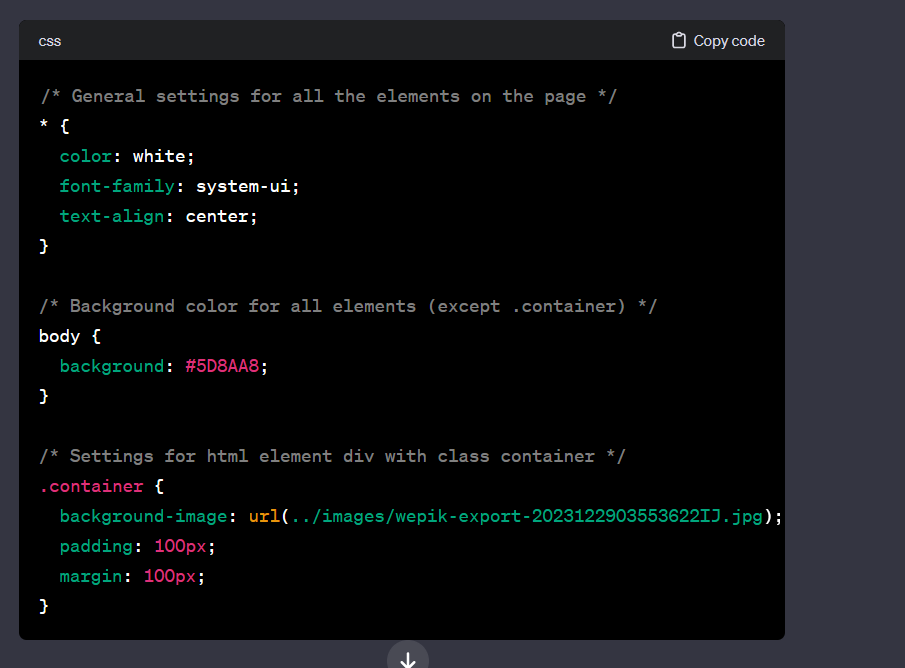 css
Copy code
/* General settings for all the elements on the page */
* {
  color: white;
  font-family: system-ui;
  text-align: center;
}
/* Background color for all elements (except .container) */
body {
  background: #5D8AA8;
}
/* Settings for html element div with class container */
.container {
  background-image: url(../images/wepik-export-2023122903553622IJ.jpg);
  padding: 100px;
  margin: 100px;
}